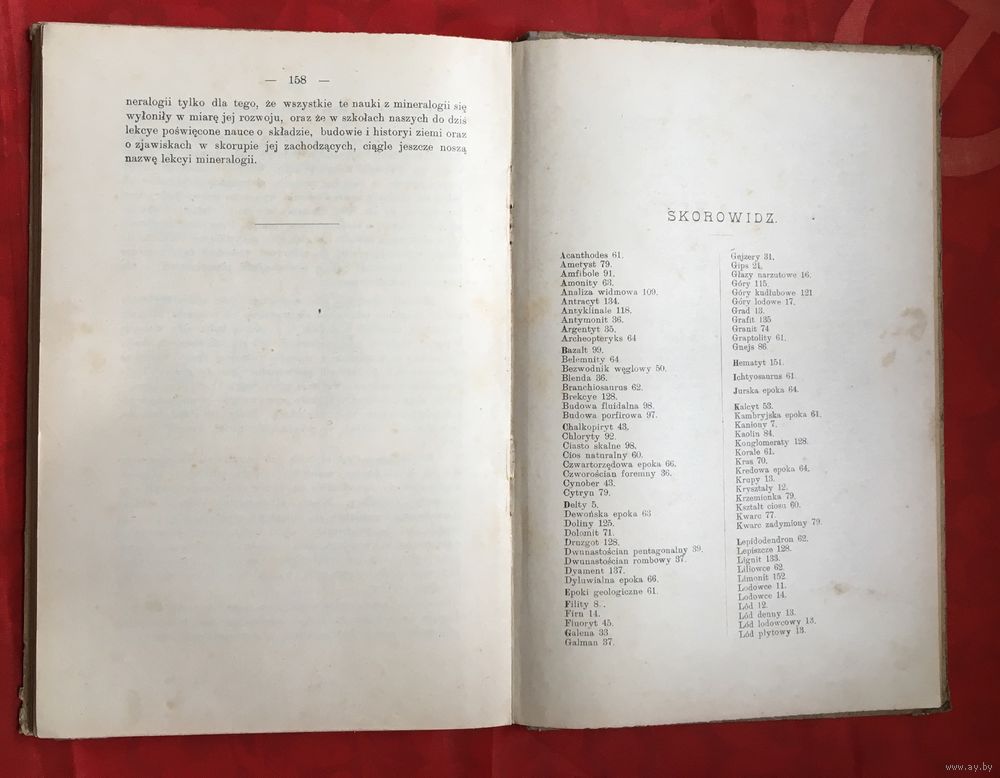 — 158 —
neralogii tylko dla tego, że wszystkie te nauki z mineralogii się
wyłoniły w miarę jej rozwoju, oraz że w szkołach naszych do dziś
lekcye poświęcone nauce o składzie, budowie i historyi ziemi oraz
o zjawiskach w skorupie jej zachodzących, ciągle jeszcze noszą
nazwę lekcyi mineralogii.
SKOROWIDZ.
Acanthodes 61.
Ametyst 79.
Amfibole 91.
Amonity 63.
Analiza widmowa 109.
Antracyt 134.
Antyklinale 118.
Antymonit 36.
Argentyt 35.
Archeopteryks 64
Bazalt 99.
Belemnity 64
Bezwodnik węglowy 50.
Blenda 36.
Branchiosaurus 62.
Brekcye 128.
Budowa fluidalna 98.
Budowa porfirowa 97.
Chalkopiryt 43.
Chloryty 92.
Ciasto skalne 98.
Cios naturalny 60.
Czwartorzędowa epoka 66.
Czworościan foremny 36.
Cynober 43.
Cytryn 79.
Deity 5.
Dewońska epoka 63
Doliny 125.
Dolomit 71.
Druzgot 128.
Dwunastościan pentagonalny 39.
Dwunastościan rombowy 37.
Dyament 137.
Dyluwialna epoka 66.
Epoki geologiczne 61.
Fility 8.
Firn 14.
Fluoryt 45.
Galena 33
Galman 37.
Gejzery 31.
Gips 21.
Głazy narzutowe 16.
Góry 115.
Góry kadłubowe 121
Góry lodowe 17.
Grad 13.
Grafit 135
Granit 74
Graptolity 61.
Gnejs 86.
Hematyt 151.
Ichtyosaurus 61.
Jurska epoka 64.
Kalcyt 53.
Kambryjska epoka 61.
Kaniony 7.
Kaolin 84.
Konglomeraty 128.
Korale 61.
Kras 70.
Kredowa epoka 64.
Krupy 13.
Kryształy 12.
Krzemionka 79.
Kształt ciosu 60.
Kwarc 77.
Kwarc zadymiony 79.
Lepidodendron 62.
Lepiszcze 128.
Lignit 133.
Liliowce 62.
Limonit 152.
Lodowce 11.
Lodowce 14.
Lód 12.
Lód denny 13.
Lód lodowcowy 13.
Lód płytowy 13.
www.ay.by